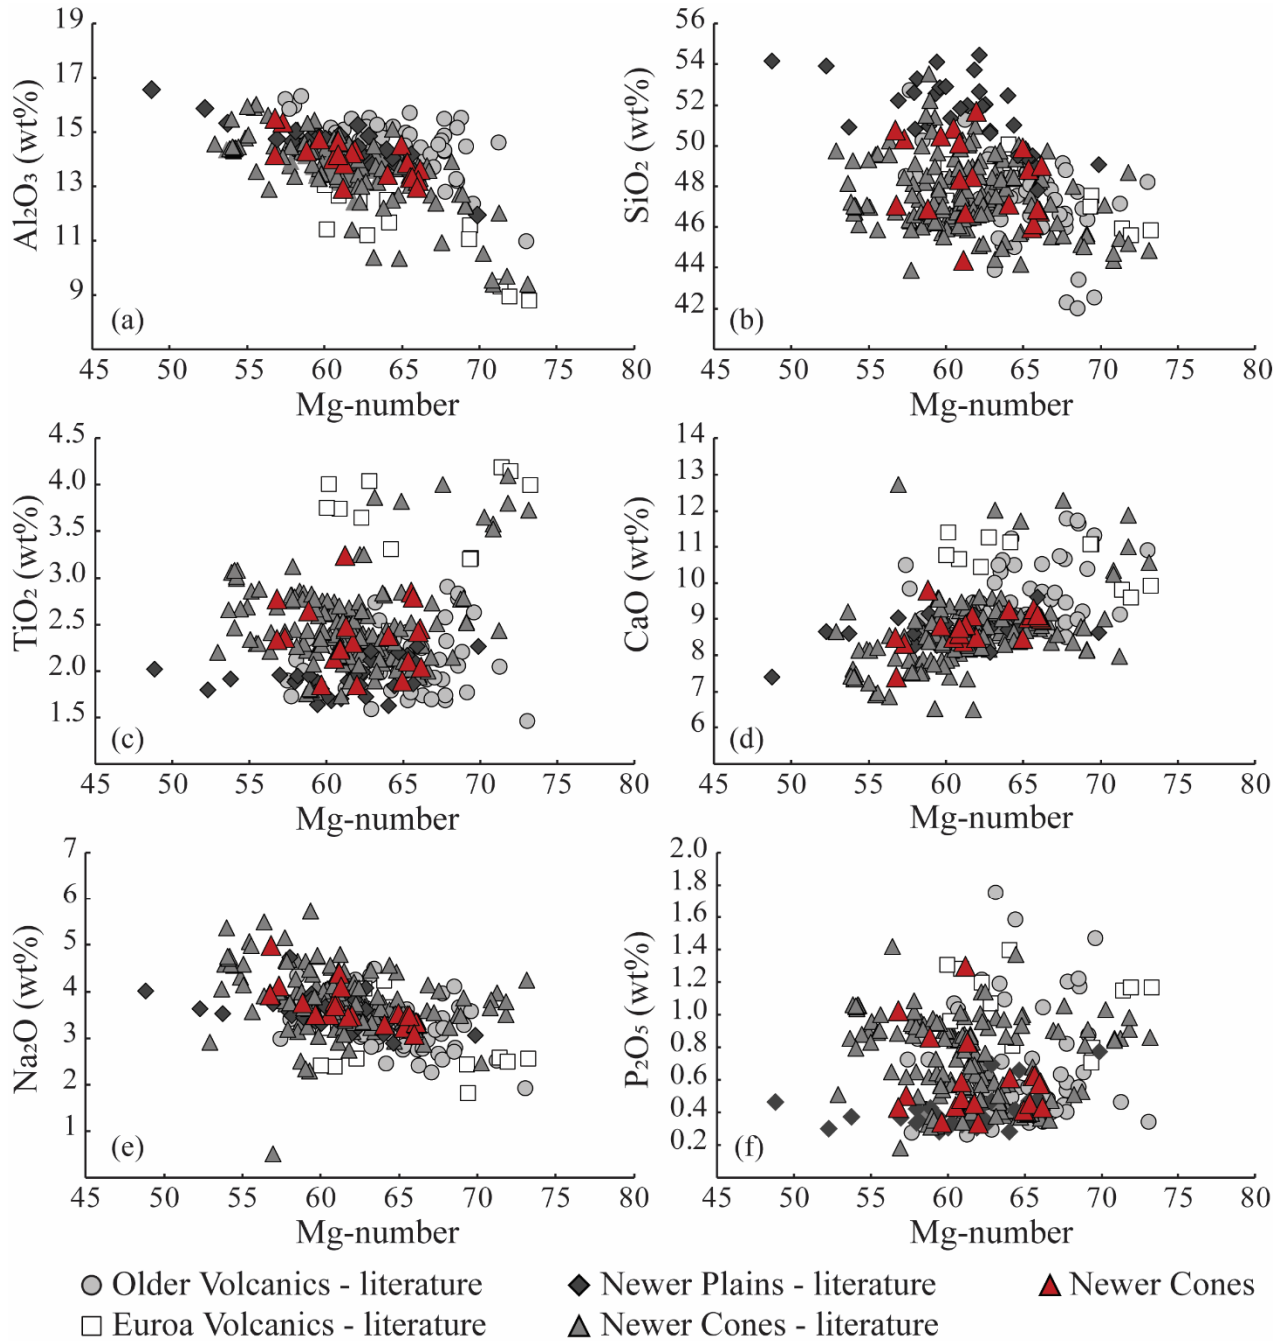 19
17
15
13
11
9
Al₂O₃ (wt%)
(a)
45 50 55 60 65 70 75 80
Mg-number
56
54
52
50
48
46
44
42
SiO₂ (wt%)
(b)
45 50 55 60 65 70 75 80
Mg-number
4.5
4.0
3.5
3.0
2.5
2.0
1.5
TiO₂ (wt%)
(c)
45 50 55 60 65 70 75 80
Mg-number
14
13
12
11
10
9
8
7
6
CaO (wt%)
(d)
45 50 55 60 65 70 75 80
Mg-number
7
6
5
4
3
2
1
Na₂O (wt%)
(e)
45 50 55 60 65 70 75 80
Mg-number
2.0
1.8
1.6
1.4
1.2
1.0
0.8
0.6
0.4
0.2
P₂O₅ (wt%)
(f)
45 50 55 60 65 70 75 80
Mg-number
Older Volcanics - literature
Newer Plains - literature
Newer Cones
Euroa Volcanics - literature
Newer Cones - literature